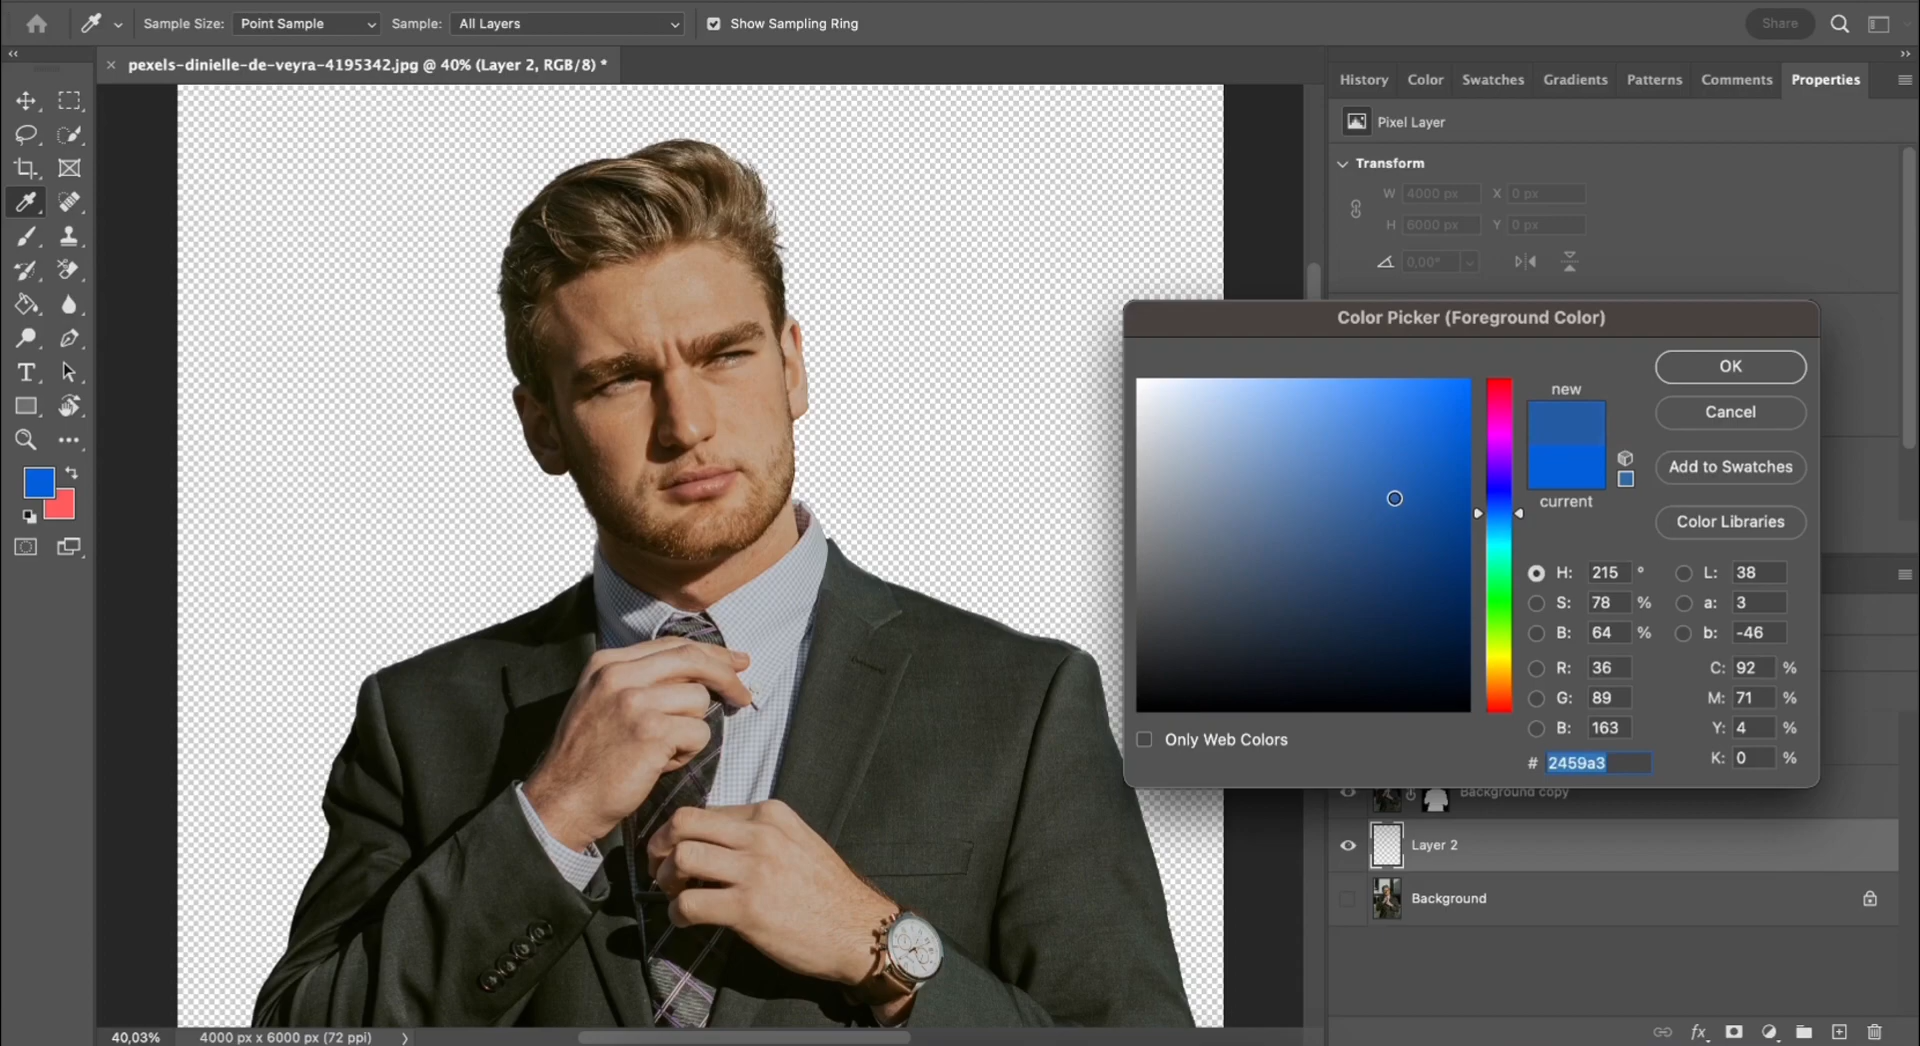 Sample Size: Point Sample Sample: All Layers Show Sampling Ring Share
pexels-dinielle-de-veyra-4195342.jpg @ 40% (Layer 2, RGB/8) *
History Color Swatches Gradients Patterns Comments Properties
Pixel Layer
Transform
W 4000 px X 0 px
H 6000 px Y 0 px
0,00°
Color Picker (Foreground Color)
new
current
OK
Cancel
Add to Swatches
Color Libraries
H: 215 ° L: 38
S: 78 % a: 3
B: 64 % b: -46
R: 36 C: 92 %
G: 89 M: 71 %
B: 163 Y: 4 %
# 2459a3 K: 0 %
Only Web Colors
Background copy
Layer 2
Background
40,03% 4000 px x 6000 px (72 ppi)
fx